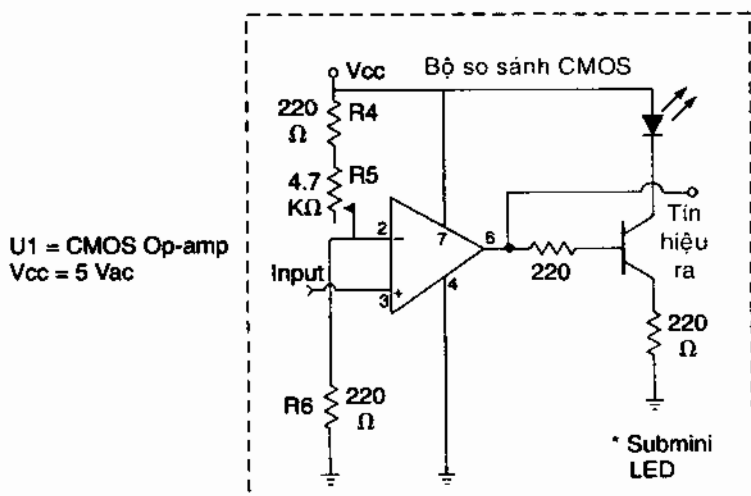 Bộ so sánh CMOS
Vcc
220
Ω
R4
4.7
KΩ
R5
U1 = CMOS Op-amp
Vcc = 5 Vac
Input
2
−
3
+
7
4
6
220
Tín
hiệu
ra
220
Ω
R6
220
Ω
* Submini
LED